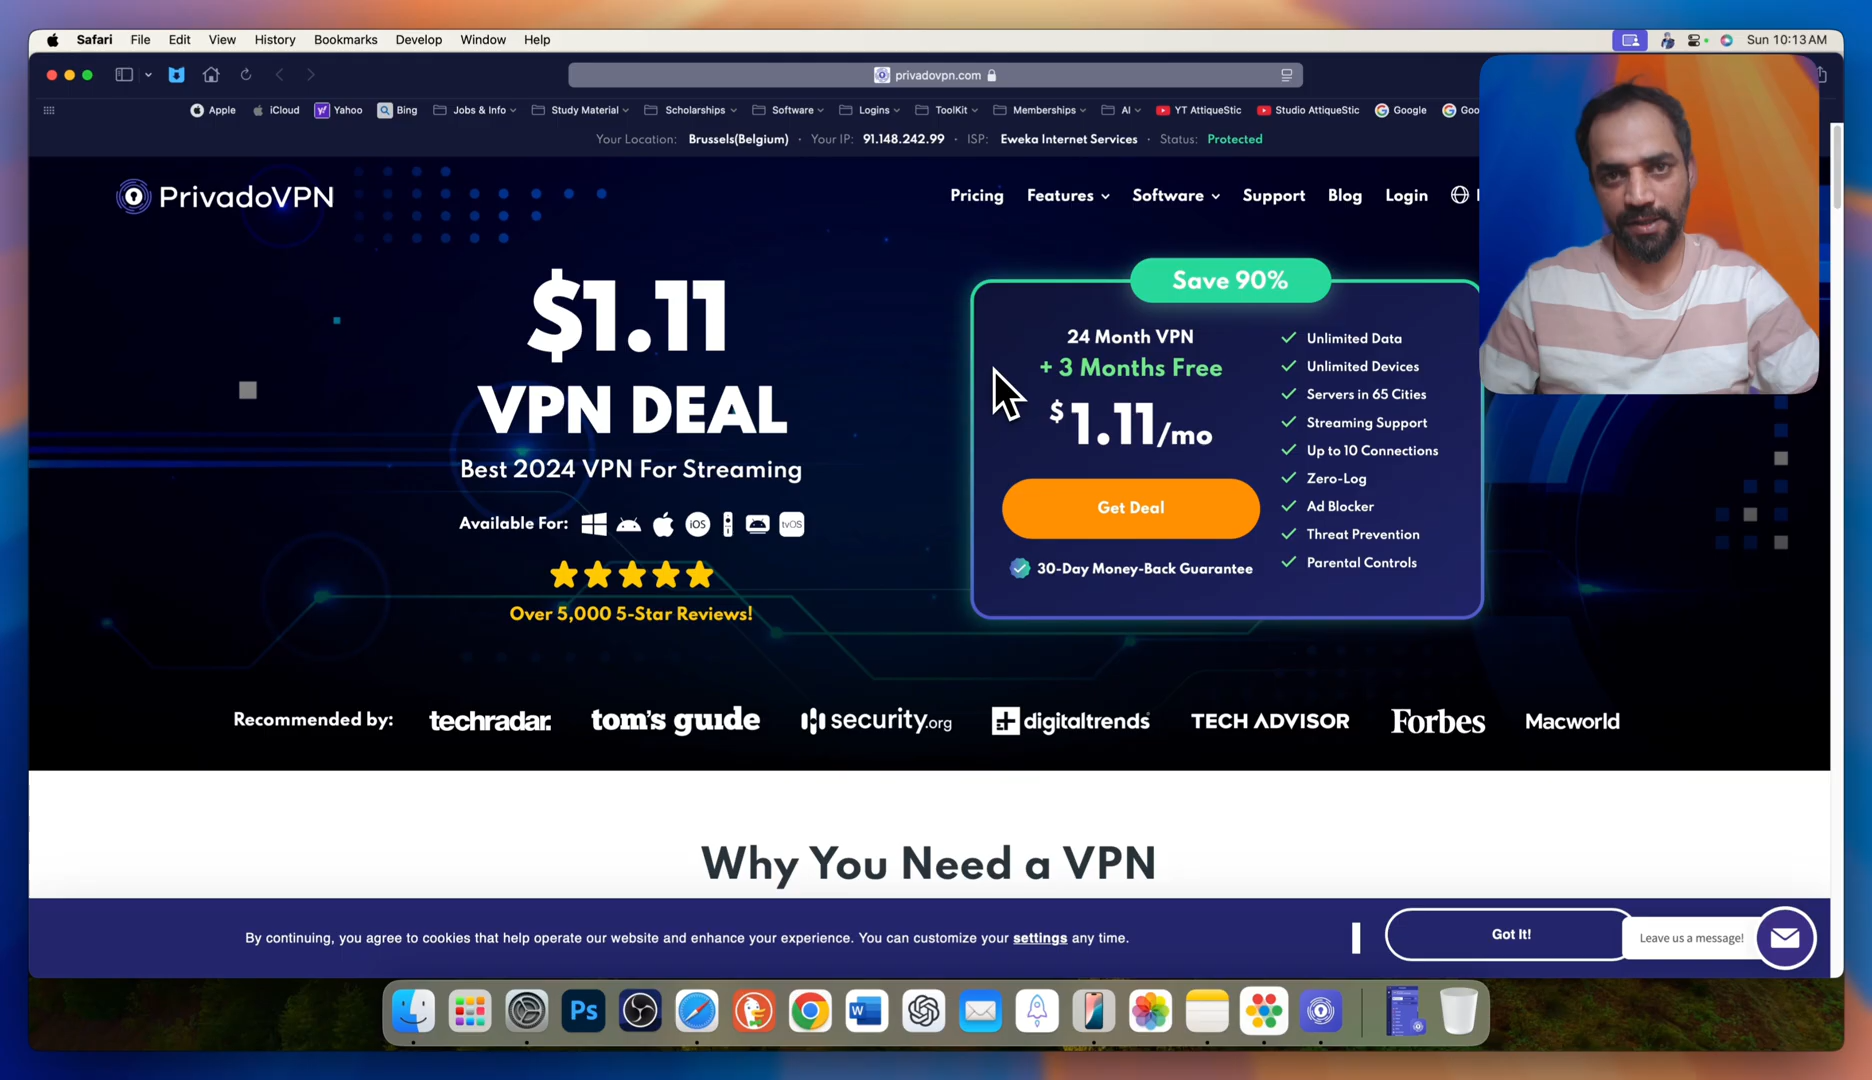 Safari File Edit View History Bookmarks Develop Window Help
Sun 10:13 AM
privadovpn.com
Apple iCloud Yahoo Bing Jobs & Info Study Material Scholarships Software Logins ToolKit Memberships AI YT AttiqueStic Studio AttiqueStic Google Goo
Your Location: Brussels(Belgium) · Your IP: 91.148.242.99 · ISP: Eweka Internet Services · Status: Protected
PrivadoVPN
Pricing Features Software Support Blog Login
$1.11
VPN DEAL
Best 2024 VPN For Streaming
Available For:
tvOS
iOS
Over 5,000 5-Star Reviews!
Save 90%
24 Month VPN
+ 3 Months Free
$1.11/mo
Get Deal
30-Day Money-Back Guarantee
Unlimited Data
Unlimited Devices
Servers in 65 Cities
Streaming Support
Up to 10 Connections
Zero-Log
Ad Blocker
Threat Prevention
Parental Controls
Recommended by: techradar. tom's guide security.org digitaltrends TECH ADVISOR Forbes Macworld
Why You Need a VPN
By continuing, you agree to cookies that help operate our website and enhance your experience. You can customize your settings any time.
Got It!
Leave us a message!
Ps
W